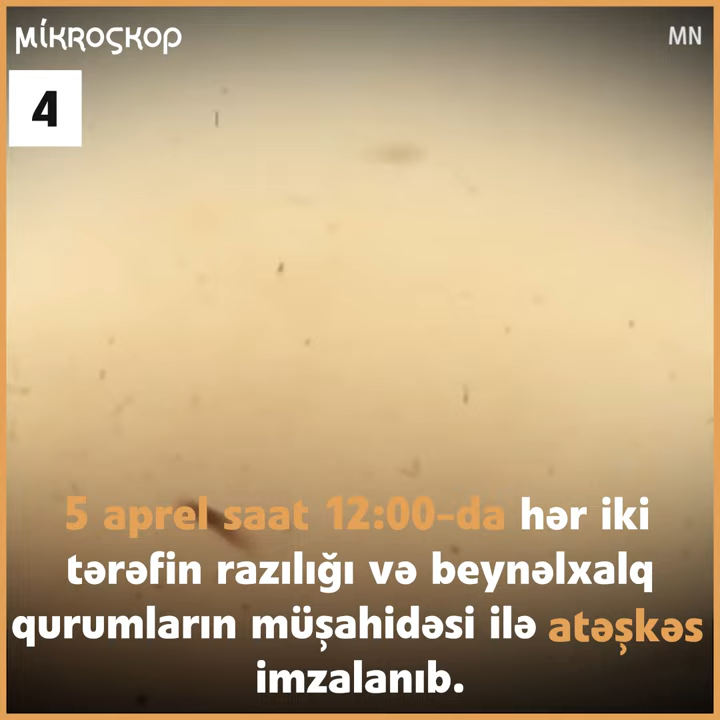 MİKROSKOP
MN
4
5 aprel saat 12:00-da hər iki
tərəfin razılığı və beynəlxalq
qurumların müşahidəsi ilə atəşkəs
imzalanıb.